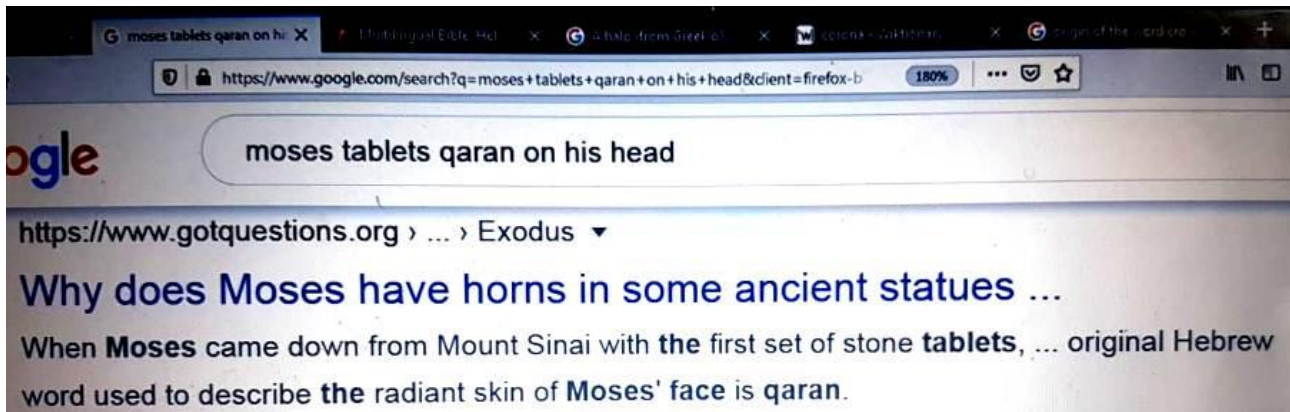 G moses tablets qaran on hi
https://www.google.com/search?q=moses+tablets+qaran+on+his+head&client=firefox-b 180%
ogle moses tablets qaran on his head
https://www.gotquestions.org › ... › Exodus
Why does Moses have horns in some ancient statues ...
When Moses came down from Mount Sinai with the first set of stone tablets, ... original Hebrew
word used to describe the radiant skin of Moses' face is qaran.